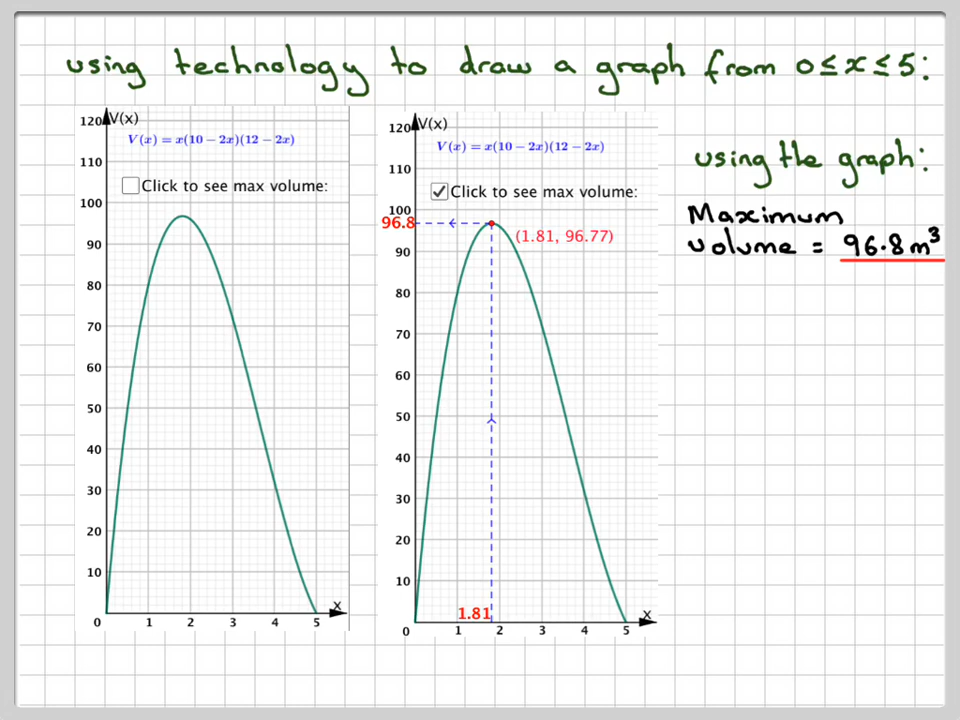 using technology to draw a graph from 0≤x≤5:
V(x)
V(x) = x(10 − 2x)(12 − 2x)
Click to see max volume:
120
110
100
90
80
70
60
50
40
30
20
10
0 1 2 3 4 5
x
V(x)
V(x) = x(10 − 2x)(12 − 2x)
Click to see max volume:
120
110
100
96.8
(1.81, 96.77)
90
80
70
60
50
40
30
20
10
1.81
x
0 1 2 3 4 5
using the graph:
Maximum
volume = 96.8m³